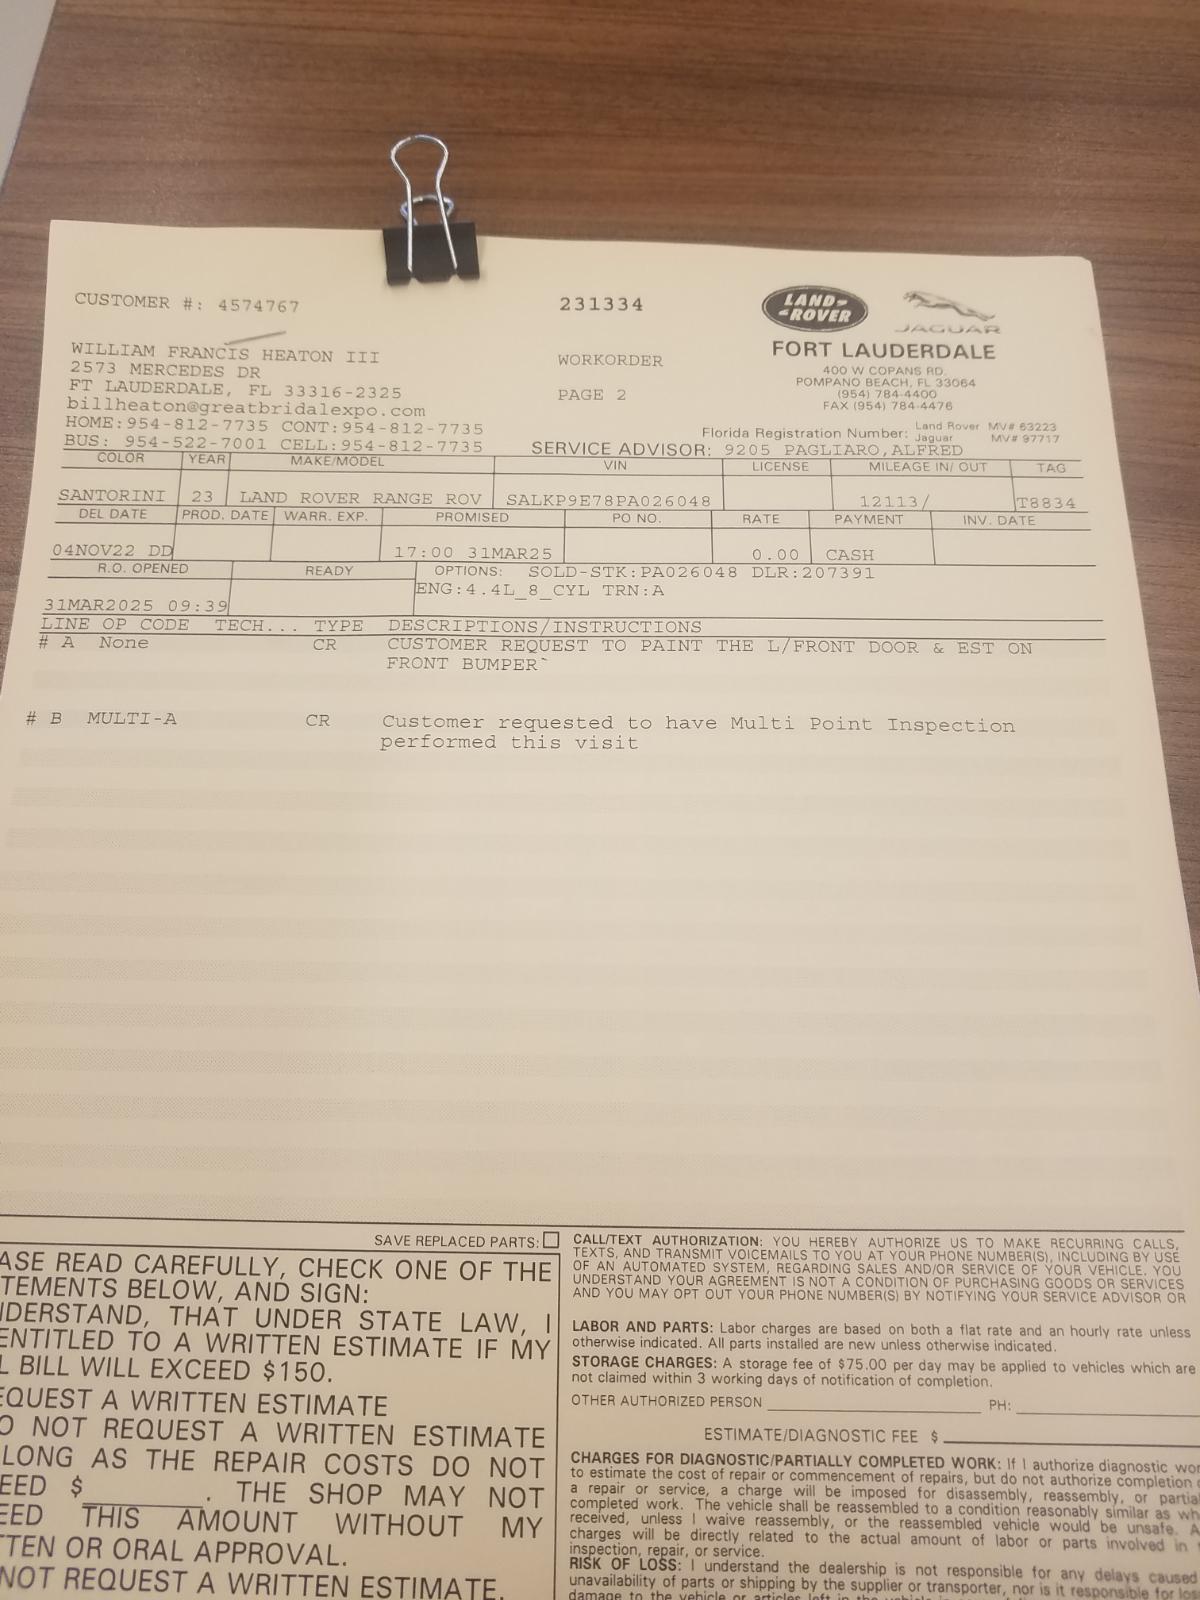 CUSTOMER #: 4574767
231334
LAND-
-ROVER
JAGUAR
FORT LAUDERDALE
400 W COPANS RD.
POMPANO BEACH, FL 33064
(954) 784-4400
FAX (954) 784-4476
WILLIAM FRANCIS HEATON III
2573 MERCEDES DR
FT LAUDERDALE, FL 33316-2325
billheaton@greatbridalexpo.com
HOME:954-812-7735 CONT:954-812-7735
BUS: 954-522-7001 CELL:954-812-7735
WORKORDER
PAGE 2
Florida Registration Number: Land Rover MV# 63223
Jaguar MV# 97717
SERVICE ADVISOR: 9205 PAGLIARO,ALFRED
COLOR YEAR MAKE/MODEL VIN LICENSE MILEAGE IN/ OUT TAG
SANTORINI 23 LAND ROVER RANGE ROV SALKP9E78PA026048 12113/ T8834
DEL DATE PROD. DATE WARR. EXP. PROMISED PO NO. RATE PAYMENT INV. DATE
04NOV22 DD 17:00 31MAR25 0.00 CASH
R.O. OPENED READY OPTIONS: SOLD-STK:PA026048 DLR:207391
ENG:4.4L_8_CYL TRN:A
31MAR2025 09:39
LINE OP CODE TECH... TYPE DESCRIPTIONS/INSTRUCTIONS
# A None CR CUSTOMER REQUEST TO PAINT THE L/FRONT DOOR & EST ON
FRONT BUMPER`
# B MULTI-A CR Customer requested to have Multi Point Inspection
performed this visit
SAVE REPLACED PARTS:
ASE READ CAREFULLY, CHECK ONE OF THE
TEMENTS BELOW, AND SIGN:
NDERSTAND, THAT UNDER STATE LAW, I
ENTITLED TO A WRITTEN ESTIMATE IF MY
L BILL WILL EXCEED $150.
EQUEST A WRITTEN ESTIMATE
O NOT REQUEST A WRITTEN ESTIMATE
LONG AS THE REPAIR COSTS DO NOT
EED $________. THE SHOP MAY NOT
EED THIS AMOUNT WITHOUT MY
TTEN OR ORAL APPROVAL.
NOT REQUEST A WRITTEN ESTIMATE.
CALL/TEXT AUTHORIZATION: YOU HEREBY AUTHORIZE US TO MAKE RECURRING CALLS,
TEXTS, AND TRANSMIT VOICEMAILS TO YOU AT YOUR PHONE NUMBER(S), INCLUDING BY USE
OF AN AUTOMATED SYSTEM, REGARDING SALES AND/OR SERVICE OF YOUR VEHICLE. YOU
UNDERSTAND YOUR AGREEMENT IS NOT A CONDITION OF PURCHASING GOODS OR SERVICES
AND YOU MAY OPT OUT YOUR PHONE NUMBER(S) BY NOTIFYING YOUR SERVICE ADVISOR OR
LABOR AND PARTS: Labor charges are based on both a flat rate and an hourly rate unless
otherwise indicated. All parts installed are new unless otherwise indicated.
STORAGE CHARGES: A storage fee of $75.00 per day may be applied to vehicles which are
not claimed within 3 working days of notification of completion.
OTHER AUTHORIZED PERSON ____________ PH: ____________
ESTIMATE/DIAGNOSTIC FEE $ ____________
CHARGES FOR DIAGNOSTIC/PARTIALLY COMPLETED WORK: If I authorize diagnostic wor
to estimate the cost of repair or commencement of repairs, but do not authorize completion
a repair or service, a charge will be imposed for disassembly, reassembly, or partial
completed work. The vehicle shall be reassembled to a condition reasonably similar as wh
received, unless I waive reassembly, or the reassembled vehicle would be unsafe. A
charges will be directly related to the actual amount of labor or parts involved in
inspection, repair, or service.
RISK OF LOSS: I understand the dealership is not responsible for any delays caused
unavailability of parts or shipping by the supplier or transporter, nor is it responsible for los
damage to the vehicle or articles left in the vehicle